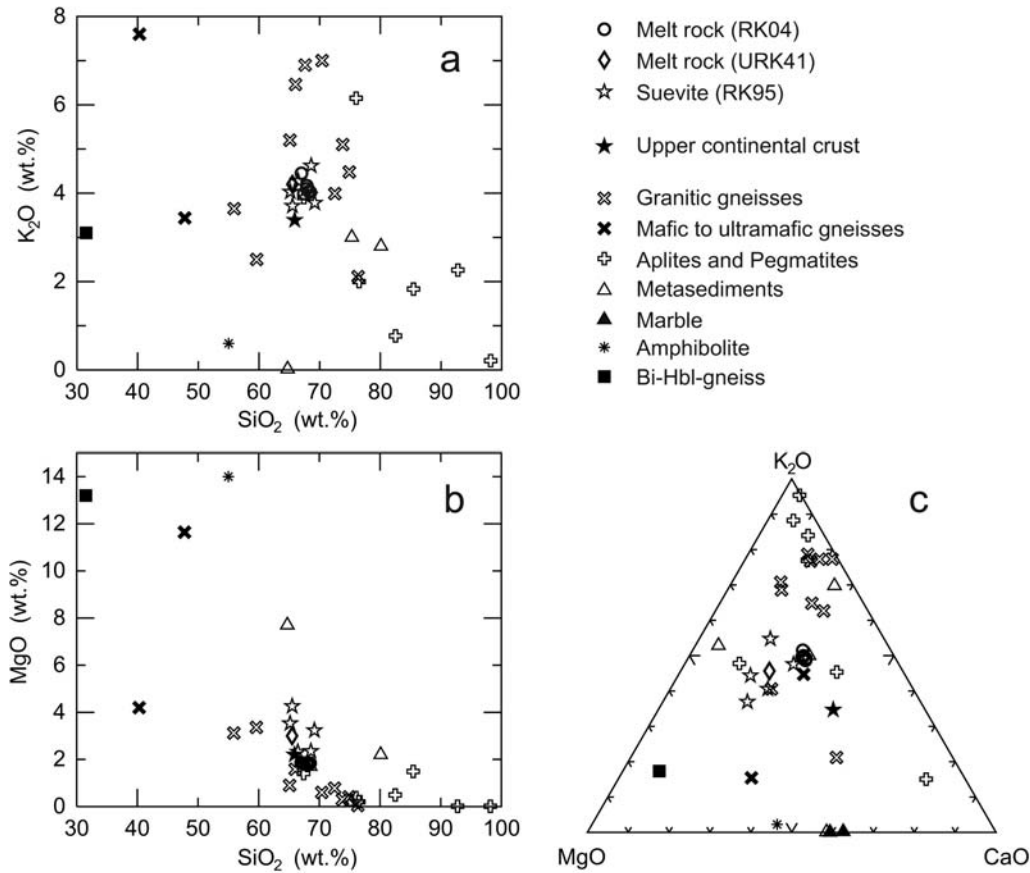 a
K₂O (wt.%)
8
6
4
2
0
30 40 50 60 70 80 90 100
SiO₂ (wt.%)
Melt rock (RK04)
Melt rock (URK41)
Suevite (RK95)
Upper continental crust
Granitic gneisses
Mafic to ultramafic gneisses
Aplites and Pegmatites
Metasediments
Marble
Amphibolite
Bi-Hbl-gneiss
b
MgO (wt.%)
14
12
10
8
6
4
2
0
30 40 50 60 70 80 90 100
SiO₂ (wt.%)
c
K₂O
MgO CaO